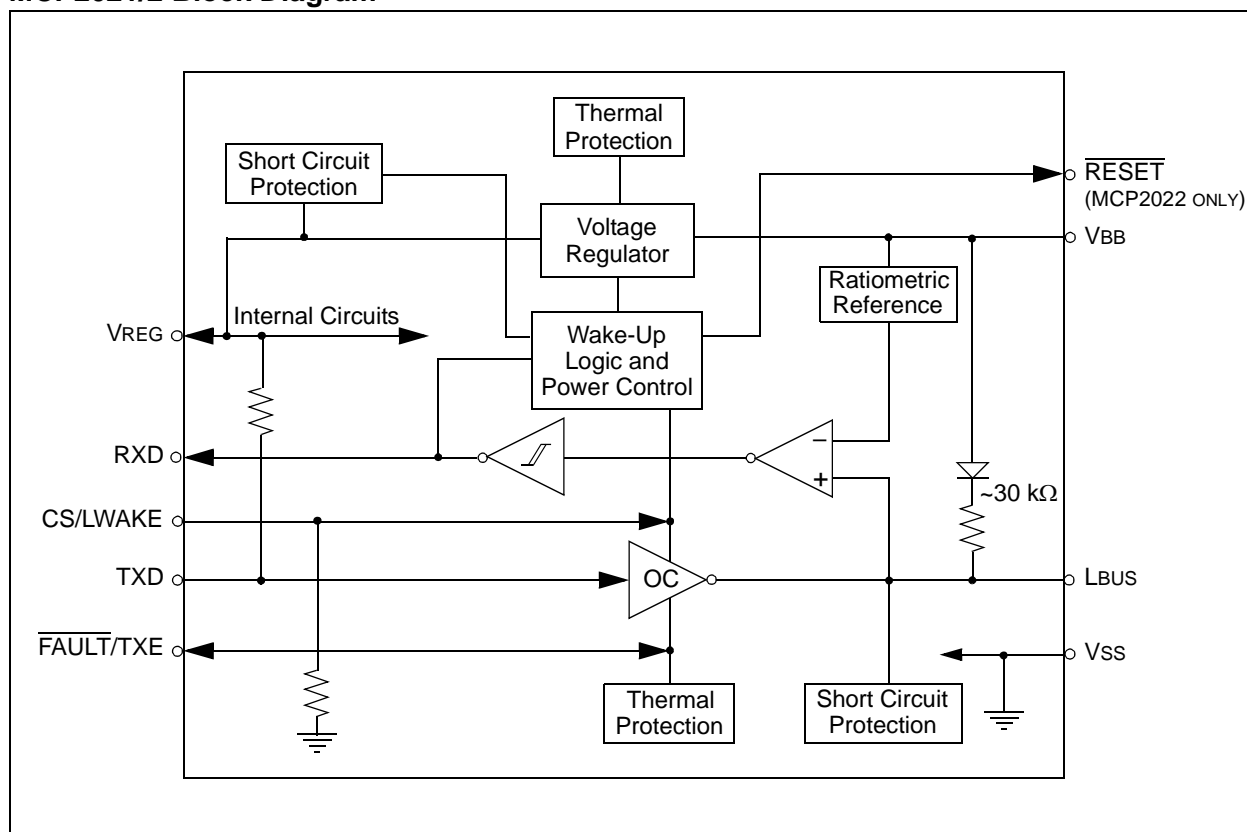 Thermal
Protection
Short Circuit
Protection
RESET
(MCP2022 ONLY)
Voltage
Regulator
VBB
Ratiometric
Reference
Internal Circuits
VREG
Wake-Up
Logic and
Power Control
RXD
–
+
~30 kΩ
CS/LWAKE
TXD
OC
LBUS
FAULT/TXE
VSS
Thermal
Protection
Short Circuit
Protection